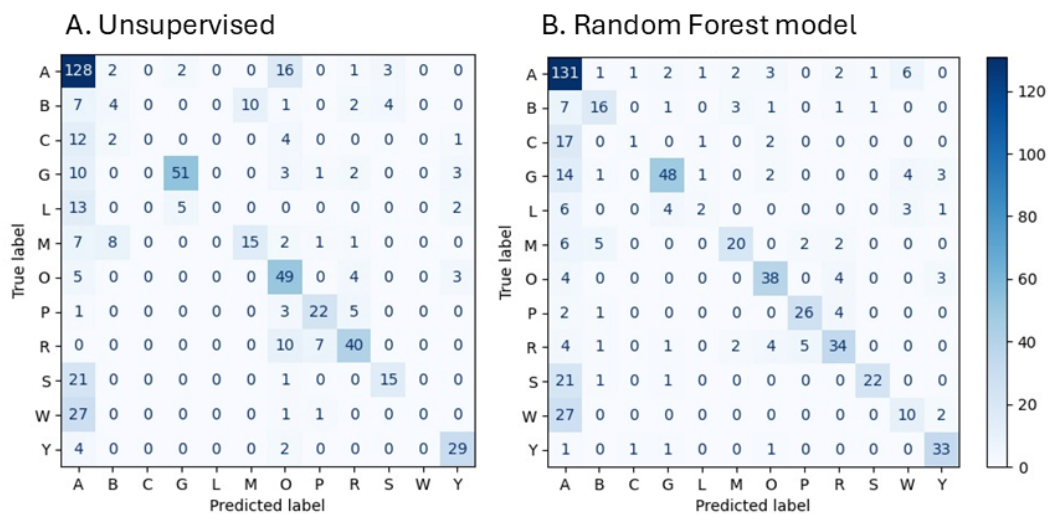 A. Unsupervised
B. Random Forest model
True label
A 128 2 0 2 0 0 16 0 1 3 0 0
B 7 4 0 0 0 10 1 0 2 4 0 0
C 12 2 0 0 0 0 4 0 0 0 0 1
G 10 0 0 51 0 0 3 1 2 0 0 3
L 13 0 0 5 0 0 0 0 0 0 0 2
M 7 8 0 0 0 15 2 1 1 0 0 0
O 5 0 0 0 0 0 49 0 4 0 0 3
P 1 0 0 0 0 0 3 22 5 0 0 0
R 0 0 0 0 0 0 10 7 40 0 0 0
S 21 0 0 0 0 0 1 0 0 15 0 0
W 27 0 0 0 0 0 1 1 0 0 0 0
Y 4 0 0 0 0 0 2 0 0 0 0 29
A B C G L M O P R S W Y
Predicted label
True label
A 131 1 1 2 1 2 3 0 2 1 6 0
B 7 16 0 1 0 3 1 0 1 1 0 0
C 17 0 1 0 1 0 2 0 0 0 0 0
G 14 1 0 48 1 0 2 0 0 0 4 3
L 6 0 0 4 2 0 0 0 0 0 3 1
M 6 5 0 0 0 20 0 2 2 0 0 0
O 4 0 0 0 0 0 38 0 4 0 0 3
P 2 1 0 0 0 0 0 26 4 0 0 0
R 4 1 0 1 0 2 4 5 34 0 0 0
S 21 1 0 1 0 0 0 0 0 22 0 0
W 27 0 0 0 0 0 0 0 0 0 10 2
Y 1 0 1 1 0 0 1 0 0 0 0 33
A B C G L M O P R S W Y
Predicted label
120
100
80
60
40
20
0